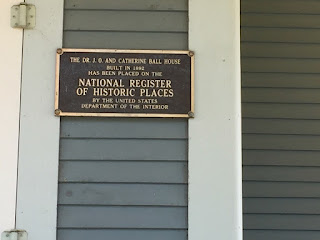 THE DR. J. O. AND CATHERINE BALL HOUSE
BUILT IN 1882
HAS BEEN PLACED ON THE
NATIONAL REGISTER
OF HISTORIC PLACES
BY THE UNITED STATES
DEPARTMENT OF THE INTERIOR